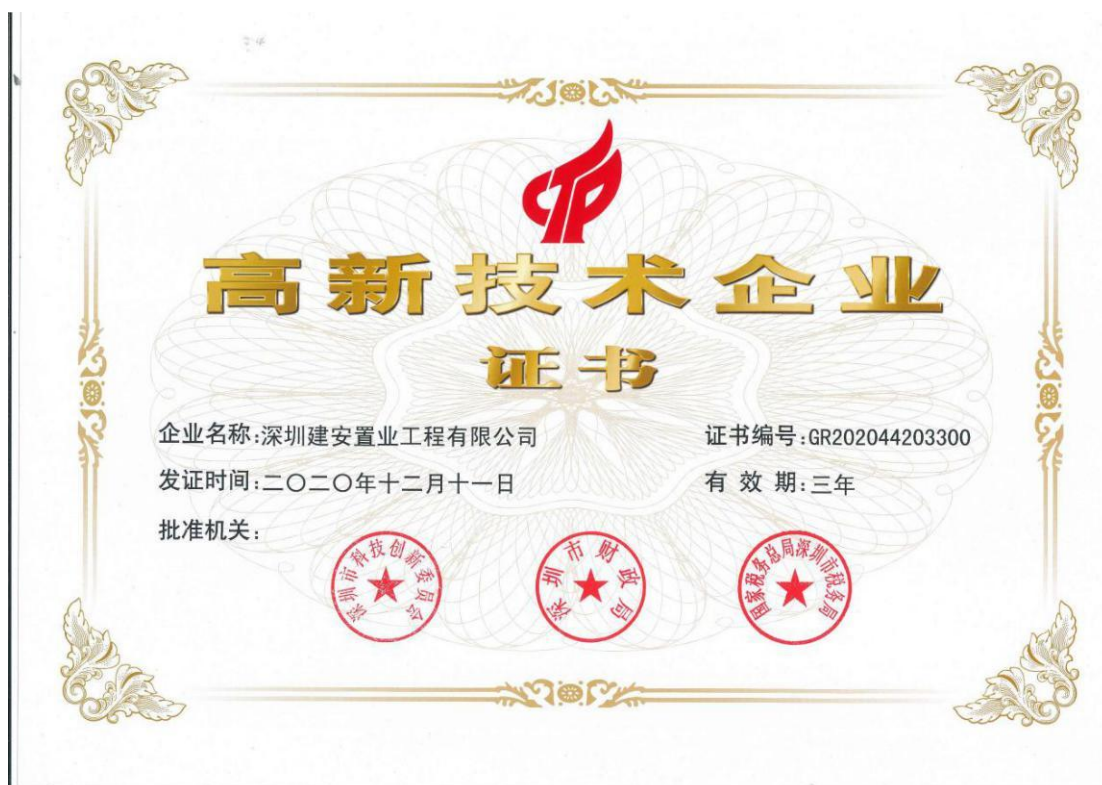 高新技术企业
证书
企业名称:深圳建安置业工程有限公司
证书编号:GR202044203300
发证时间:二〇二〇年十二月十一日
有效期:三年
批准机关:
深圳市科技创新委员会
深圳市财政局
国家税务总局深圳市税务局